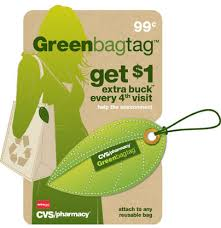 99¢
Greenbagtag™
get $1
extra buck
every 4th visit
help the environment
CVS/pharmacy
Greenbagtag
CVS/pharmacy
attach to any
reusable bag